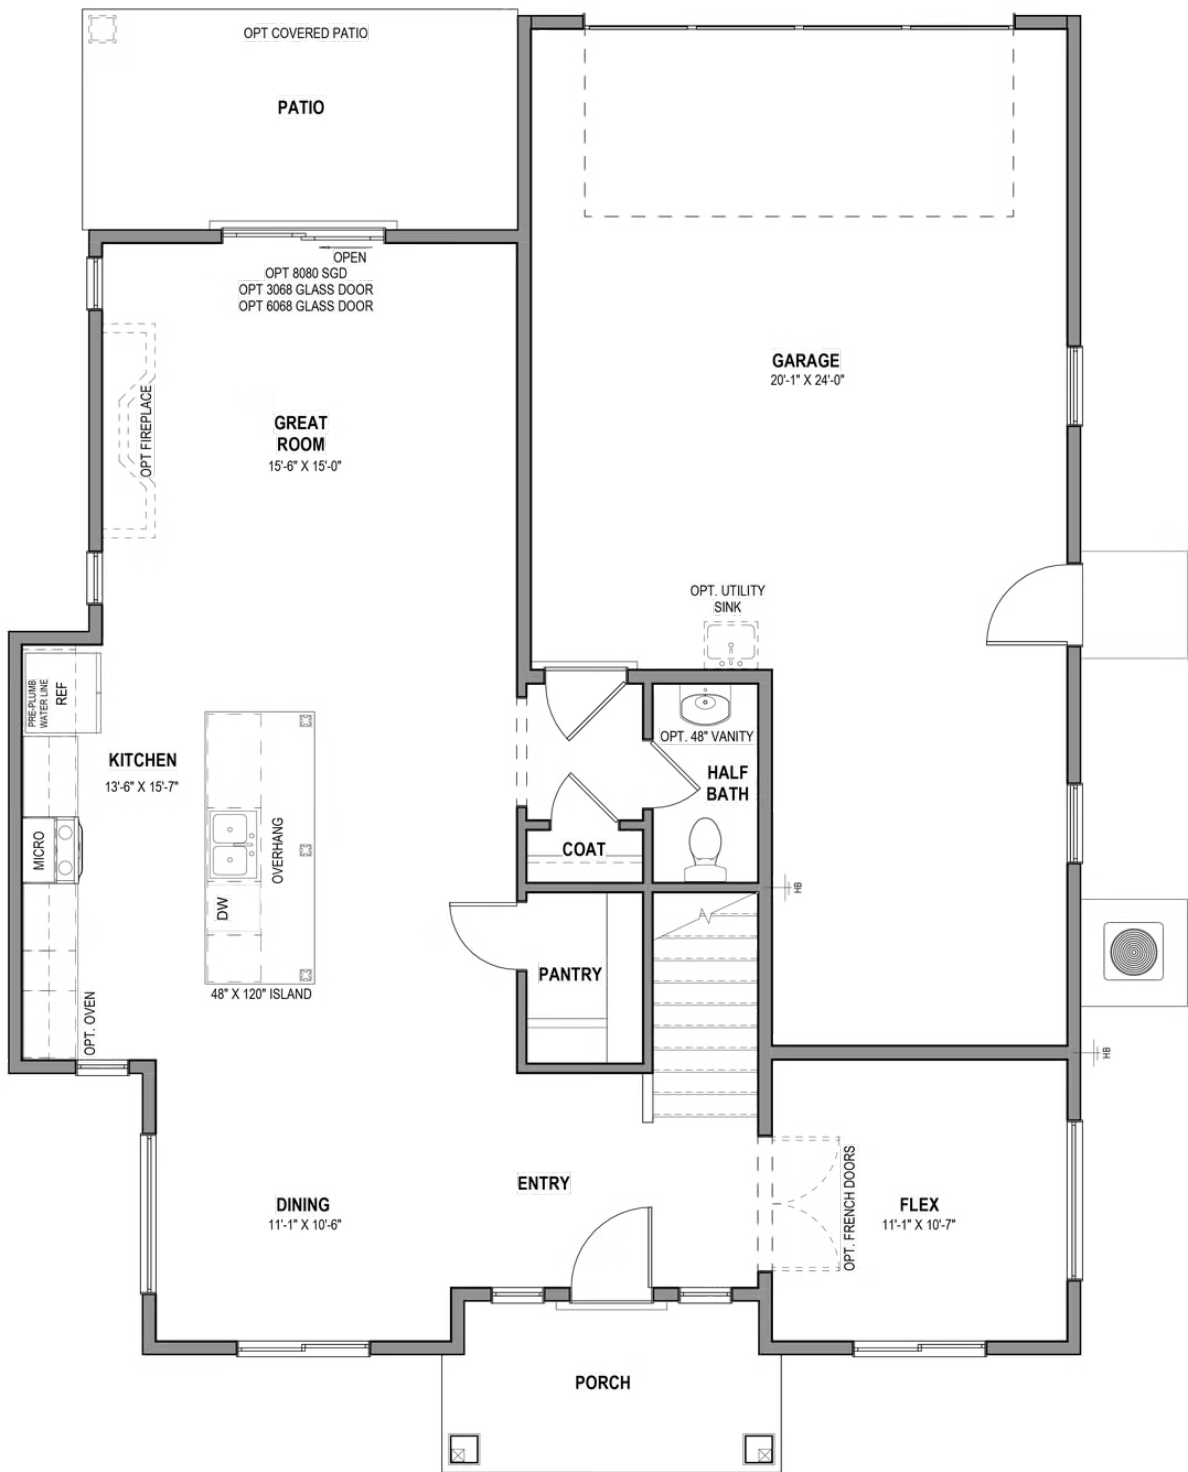 OPT COVERED PATIO
PATIO
OPEN
OPT 8080 SGD
OPT 3068 GLASS DOOR
OPT 6068 GLASS DOOR
GARAGE
20'-1" X 24'-0"
OPT FIREPLACE
GREAT
ROOM
15'-6" X 15'-0"
OPT. UTILITY
SINK
PRE-PLUMB
WATER LINE
REF
OPT. 48" VANITY
KITCHEN
13'-6" X 15'-7"
HALF
BATH
MICRO
OVERHANG
COAT
HB
DW
PANTRY
48" X 120" ISLAND
OPT. OVEN
HB
ENTRY
DINING
11'-1" X 10'-6"
OPT. FRENCH DOORS
FLEX
11'-1" X 10'-7"
PORCH